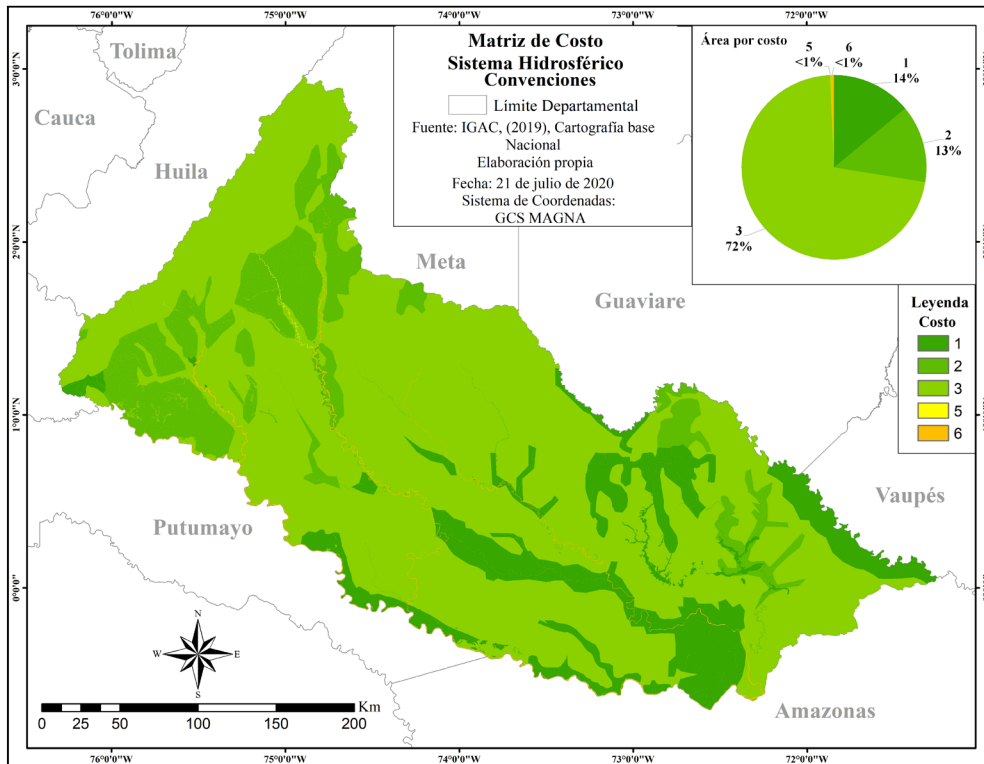 76°0'0"W
75°0'0"W
74°0'0"W
73°0'0"W
72°0'0"W
3°0'0"N
2°0'0"N
1°0'0"N
0°0'0"
Tolima
Cauca
Huila
Meta
Guaviare
Vaupés
Putumayo
Amazonas
Matriz de Costo
Sistema Hidrosférico
Convenciones
Límite Departamental
Fuente: IGAC, (2019), Cartografía base
Nacional
Elaboración propia
Fecha: 21 de julio de 2020
Sistema de Coordenadas:
GCS MAGNA
Área por costo
5
<1%
6
<1%
1
14%
2
13%
3
72%
Leyenda
Costo
1
2
3
5
6
N
W
E
S
Km
0 25 50 100 150 200
76°0'0"W
75°0'0"W
74°0'0"W
73°0'0"W
72°0'0"W